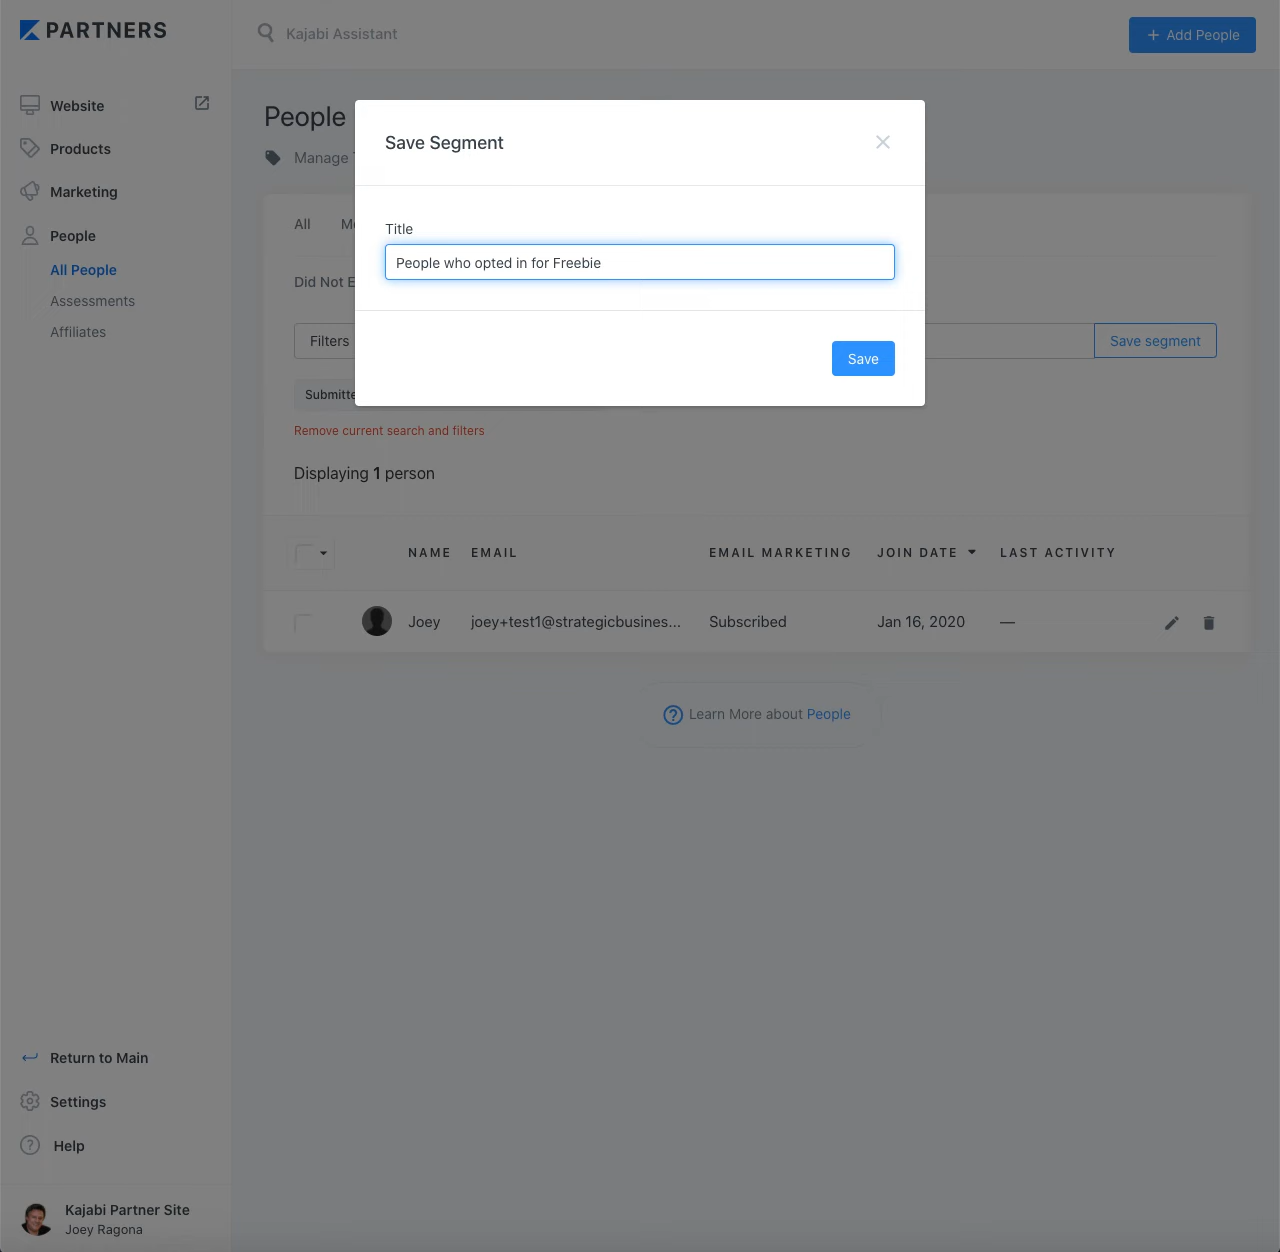 PARTNERS
Kajabi Assistant
+ Add People
Website
Products
Marketing
People
All People
Assessments
Affiliates
People
Manage
Save Segment
Title
People who opted in for Freebie
Save
All
Did Not E
Filters
Save segment
Submitte
Remove current search and filters
Displaying 1 person
NAME EMAIL EMAIL MARKETING JOIN DATE LAST ACTIVITY
Joey joey+test1@strategicbusines... Subscribed Jan 16, 2020 —
? Learn More about People
Return to Main
Settings
? Help
Kajabi Partner Site
Joey Ragona